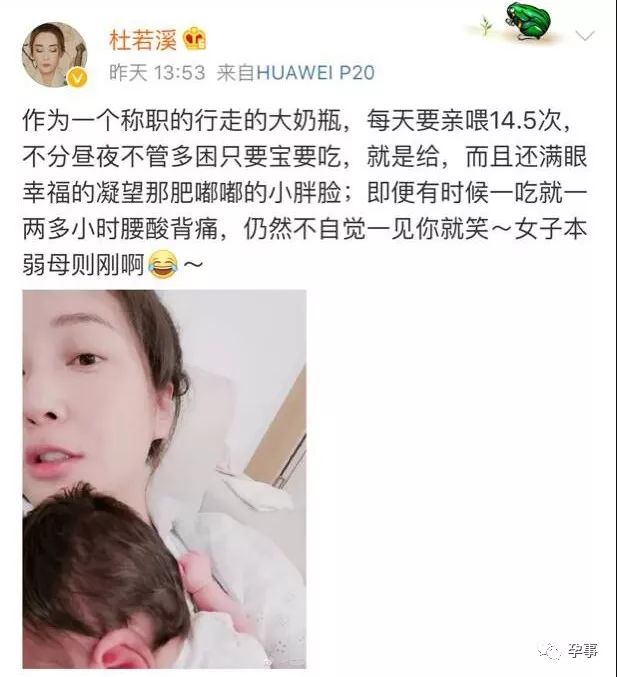 杜若溪
昨天 13:53 来自HUAWEI P20
作为一个称职的行走的大奶瓶，每天要亲喂14.5次，
不分昼夜不管多困只要宝要吃，就是给，而且还满眼
幸福的凝望那肥嘟嘟的小胖脸；即便有时候一吃就一
两多小时腰酸背痛，仍然不自觉一见你就笑～女子本
弱母则刚啊😂～
孕事